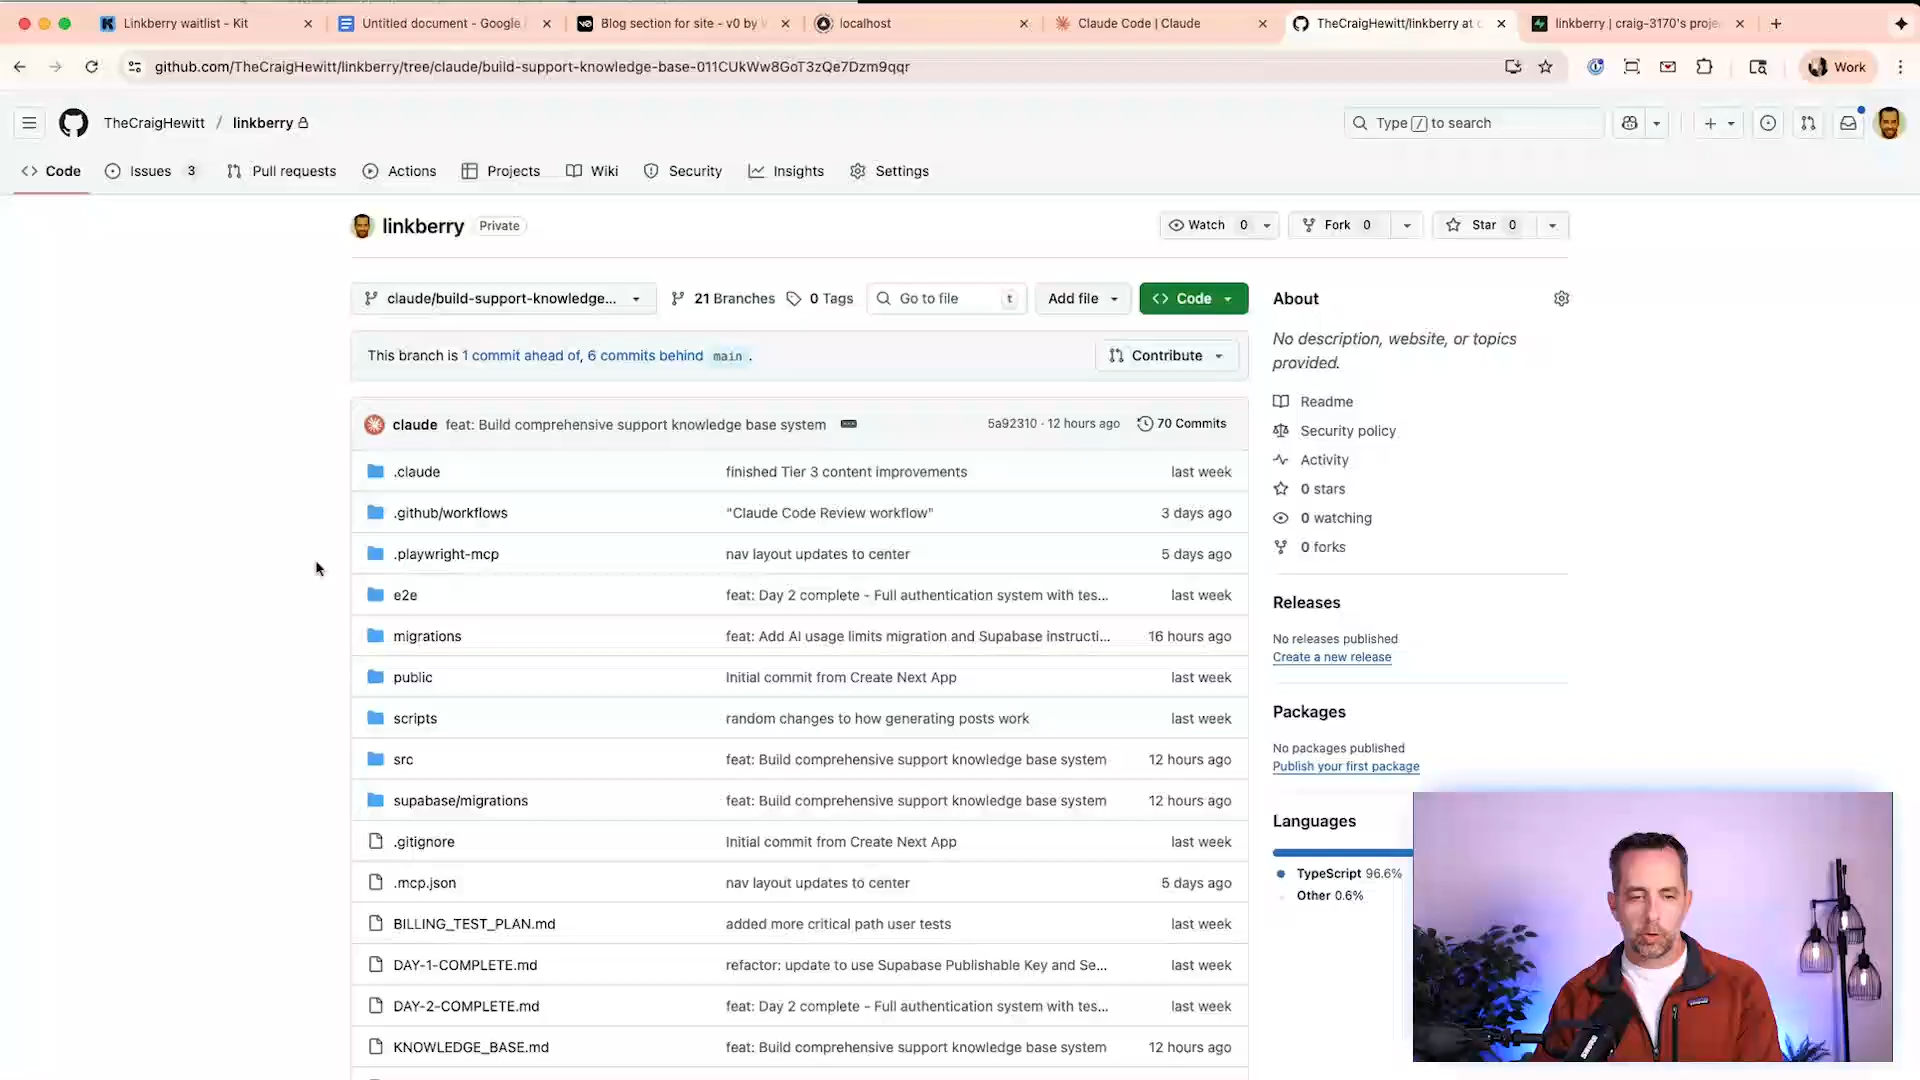 Linkberry waitlist - Kit
Untitled document - Google
Blog section for site - v0 by
localhost
Claude Code | Claude
TheCraigHewitt/linkberry at c
linkberry | craig-3170's proje
github.com/TheCraigHewitt/linkberry/tree/claude/build-support-knowledge-base-011CUkWw8GoT3zQe7Dzm9qqr
Work
TheCraigHewitt / linkberry
Type / to search
Code
Issues 3
Pull requests
Actions
Projects
Wiki
Security
Insights
Settings
linkberry Private
Watch 0
Fork 0
Star 0
claude/build-support-knowledge...
21 Branches
0 Tags
Go to file t
Add file
Code
This branch is 1 commit ahead of, 6 commits behind main .
Contribute
claude feat: Build comprehensive support knowledge base system 5a92310 · 12 hours ago 70 Commits
.claude finished Tier 3 content improvements last week
.github/workflows "Claude Code Review workflow" 3 days ago
.playwright-mcp nav layout updates to center 5 days ago
e2e feat: Day 2 complete - Full authentication system with tes... last week
migrations feat: Add AI usage limits migration and Supabase instructi... 16 hours ago
public Initial commit from Create Next App last week
scripts random changes to how generating posts work last week
src feat: Build comprehensive support knowledge base system 12 hours ago
supabase/migrations feat: Build comprehensive support knowledge base system 12 hours ago
.gitignore Initial commit from Create Next App last week
.mcp.json nav layout updates to center 5 days ago
BILLING_TEST_PLAN.md added more critical path user tests last week
DAY-1-COMPLETE.md refactor: update to use Supabase Publishable Key and Se... last week
DAY-2-COMPLETE.md feat: Day 2 complete - Full authentication system with tes... last week
KNOWLEDGE_BASE.md feat: Build comprehensive support knowledge base system 12 hours ago
About
No description, website, or topics
provided.
Readme
Security policy
Activity
0 stars
0 watching
0 forks
Releases
No releases published
Create a new release
Packages
No packages published
Publish your first package
Languages
TypeScript 96.6%
Other 0.6%